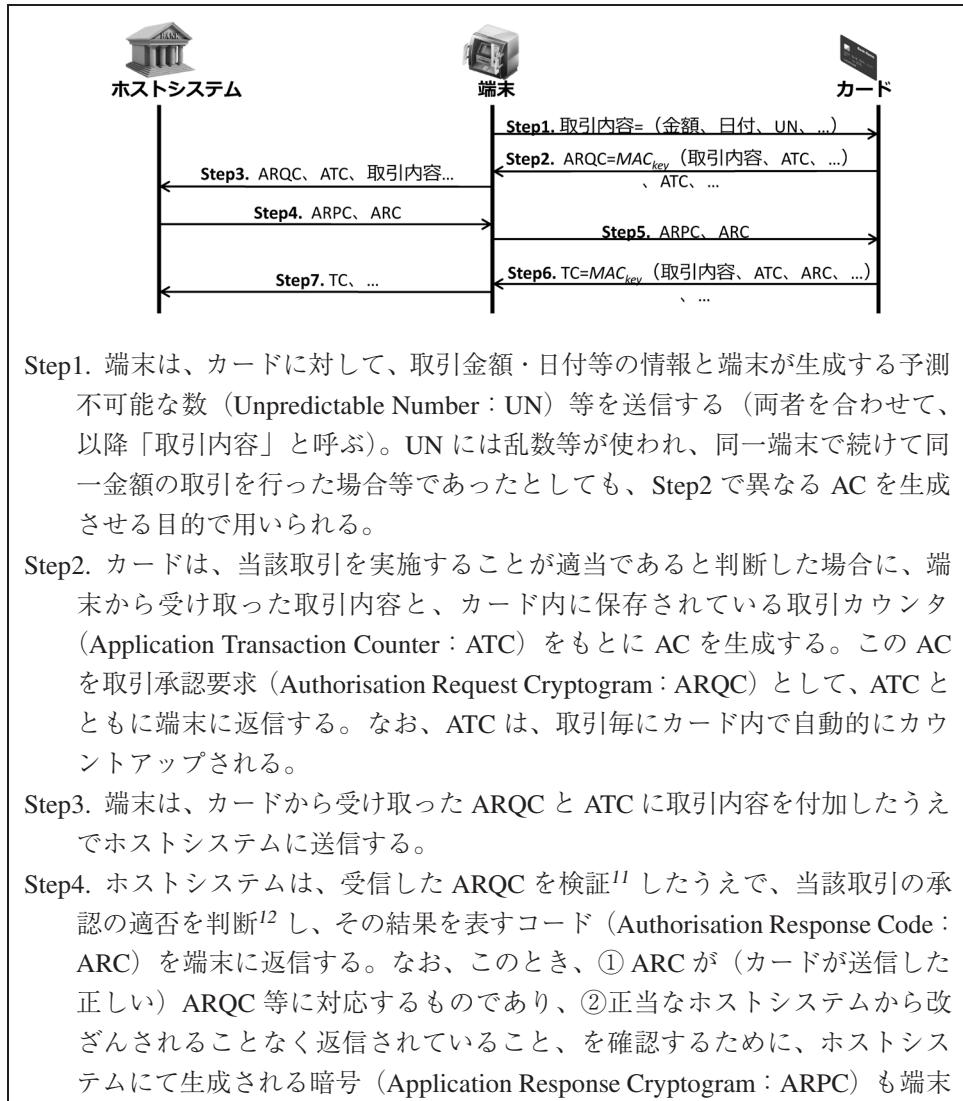 BANK
ホストシステム
端末
カード
Step1. 取引内容=（金額、日付、UN、…）
Step2. ARQC=MACkey（取引内容、ATC、…）
、ATC、…
Step3. ARQC、ATC、取引内容…
Step4. ARPC、ARC
Step5. ARPC、ARC
Step6. TC=MACkey（取引内容、ATC、ARC、…）
、…
Step7. TC、…
Step1. 端末は、カードに対して、取引金額・日付等の情報と端末が生成する予測
不可能な数（Unpredictable Number：UN）等を送信する（両者を合わせて、
以降「取引内容」と呼ぶ）。UN には乱数等が使われ、同一端末で続けて同
一金額の取引を行った場合等であったとしても、Step2 で異なる AC を生成
させる目的で用いられる。
Step2. カードは、当該取引を実施することが適当であると判断した場合に、端
末から受け取った取引内容と、カード内に保存されている取引カウンタ
（Application Transaction Counter：ATC）をもとに AC を生成する。この AC
を取引承認要求（Authorisation Request Cryptogram：ARQC）として、ATC と
ともに端末に返信する。なお、ATC は、取引毎にカード内で自動的にカウ
ントアップされる。
Step3. 端末は、カードから受け取った ARQC と ATC に取引内容を付加したうえ
でホストシステムに送信する。
Step4. ホストシステムは、受信した ARQC を検証11 したうえで、当該取引の承
認の適否を判断12 し、その結果を表すコード（Authorisation Response Code：
ARC）を端末に返信する。なお、このとき、① ARC が（カードが送信した
正しい）ARQC 等に対応するものであり、②正当なホストシステムから改
ざんされることなく返信されていること、を確認するために、ホストシス
テムにて生成される暗号（Application Response Cryptogram：ARPC）も端末